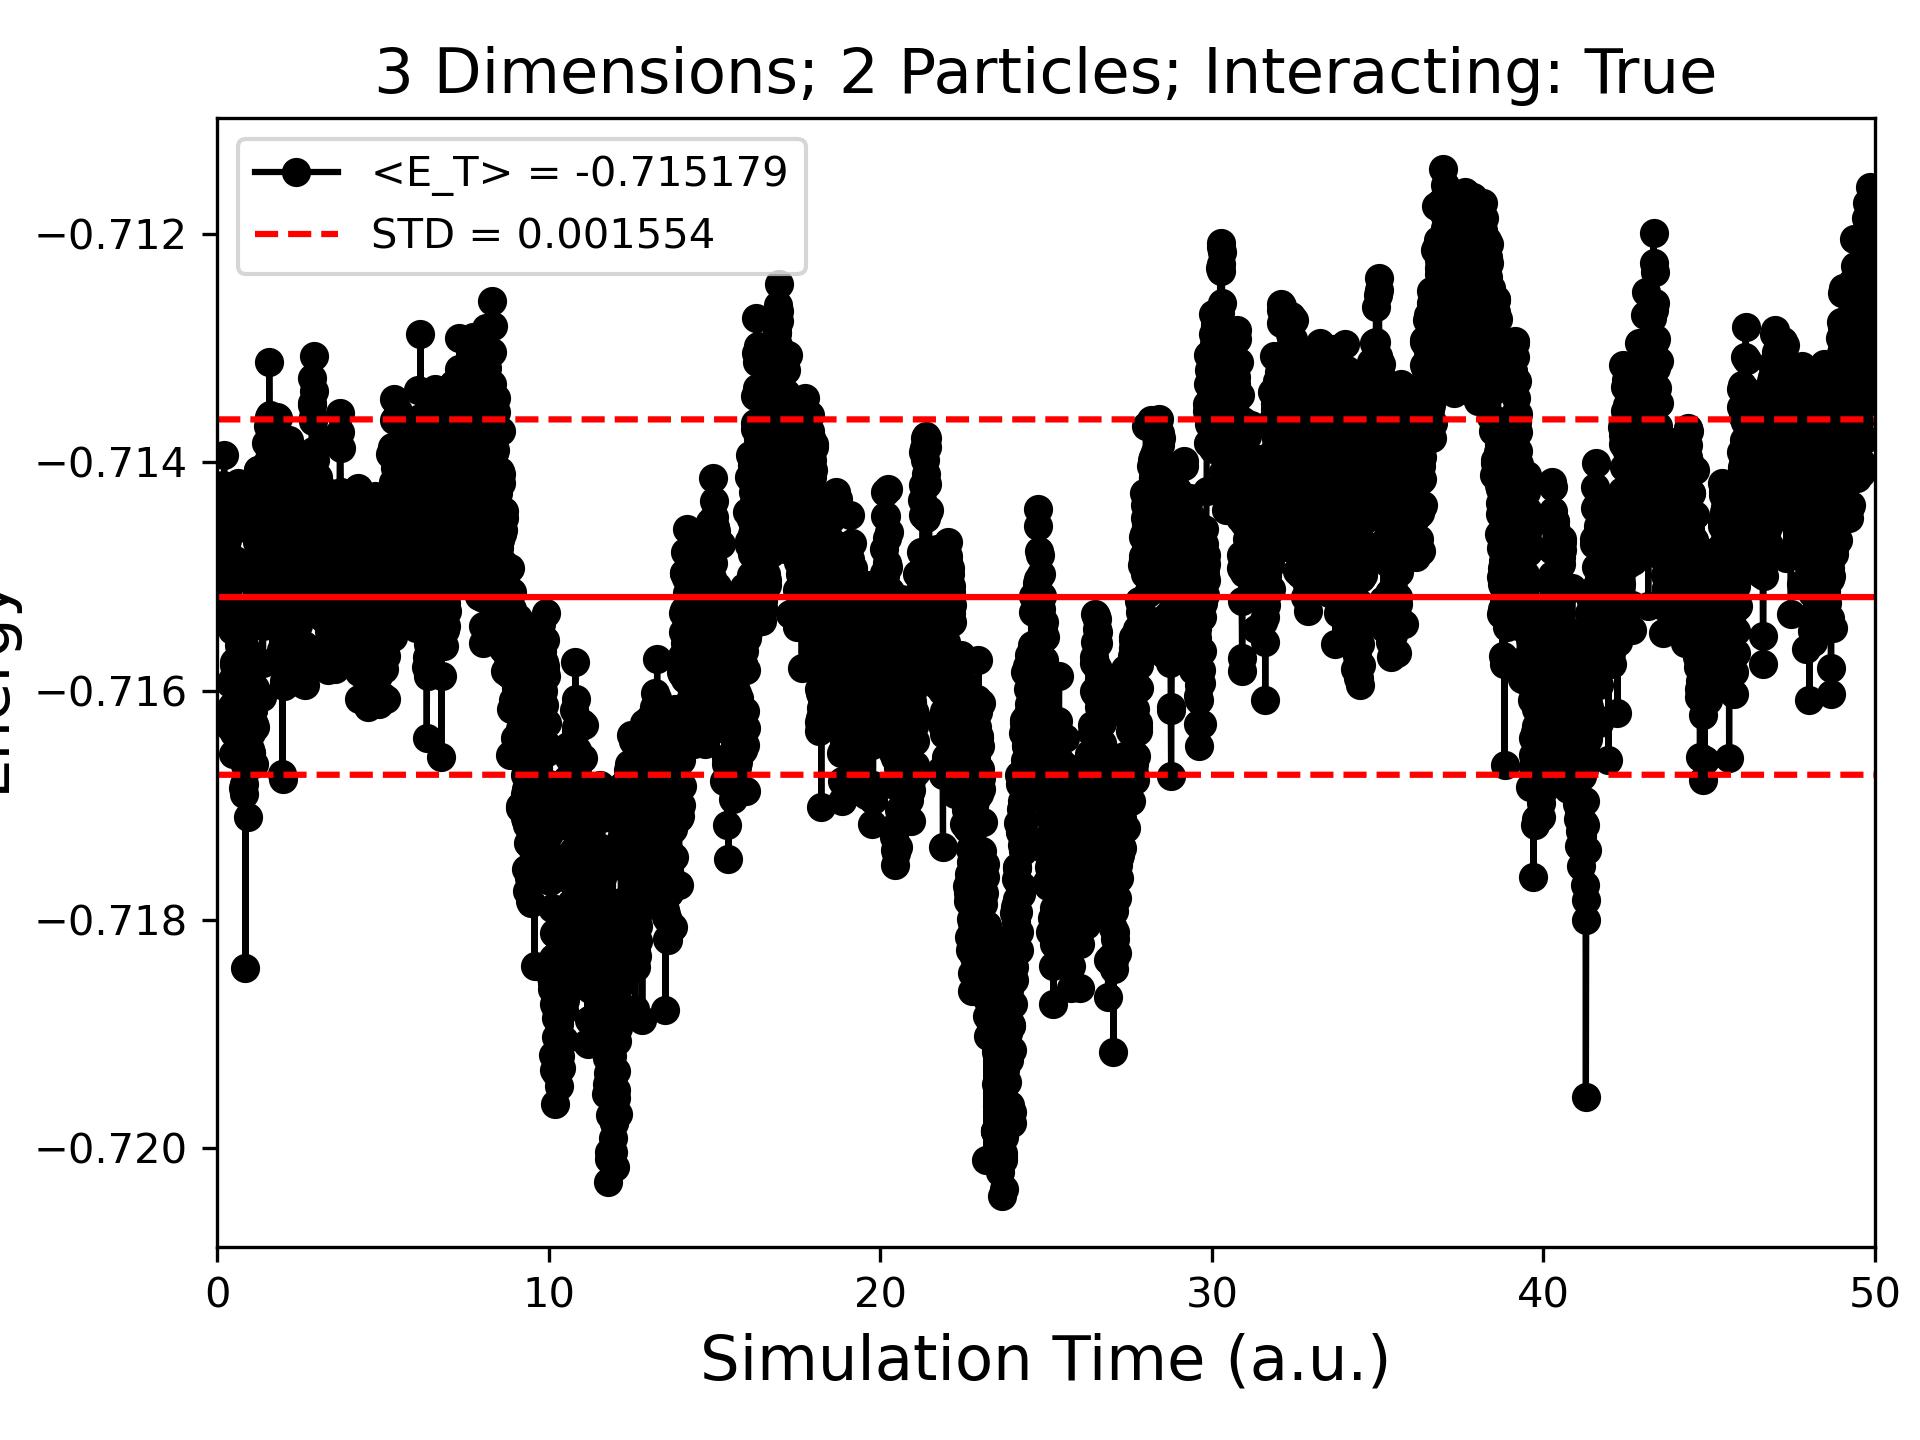 3 Dimensions; 2 Particles; Interacting: True
<E_T> = -0.715179
STD = 0.001554
−0.712
−0.714
−0.716
−0.718
−0.720
Energy
0 10 20 30 40 50
Simulation Time (a.u.)